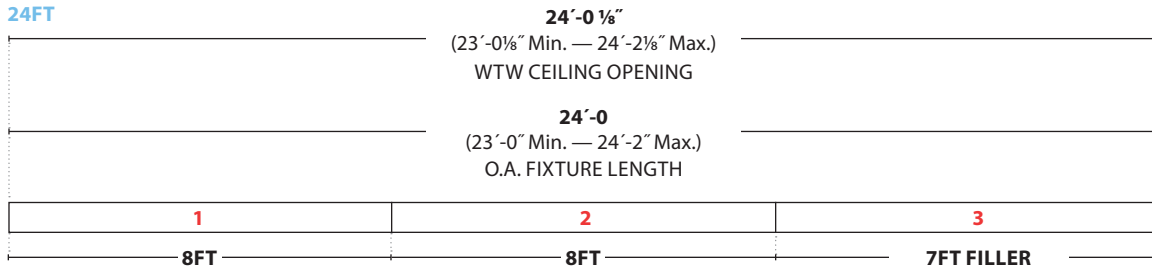 24FT
24´-0 ⅛˝
(23´-0⅛˝ Min. — 24´-2⅛˝ Max.)
WTW CEILING OPENING
24´-0
(23´-0˝ Min. — 24´-2˝ Max.)
O.A. FIXTURE LENGTH
1 2 3
8FT 8FT 7FT FILLER